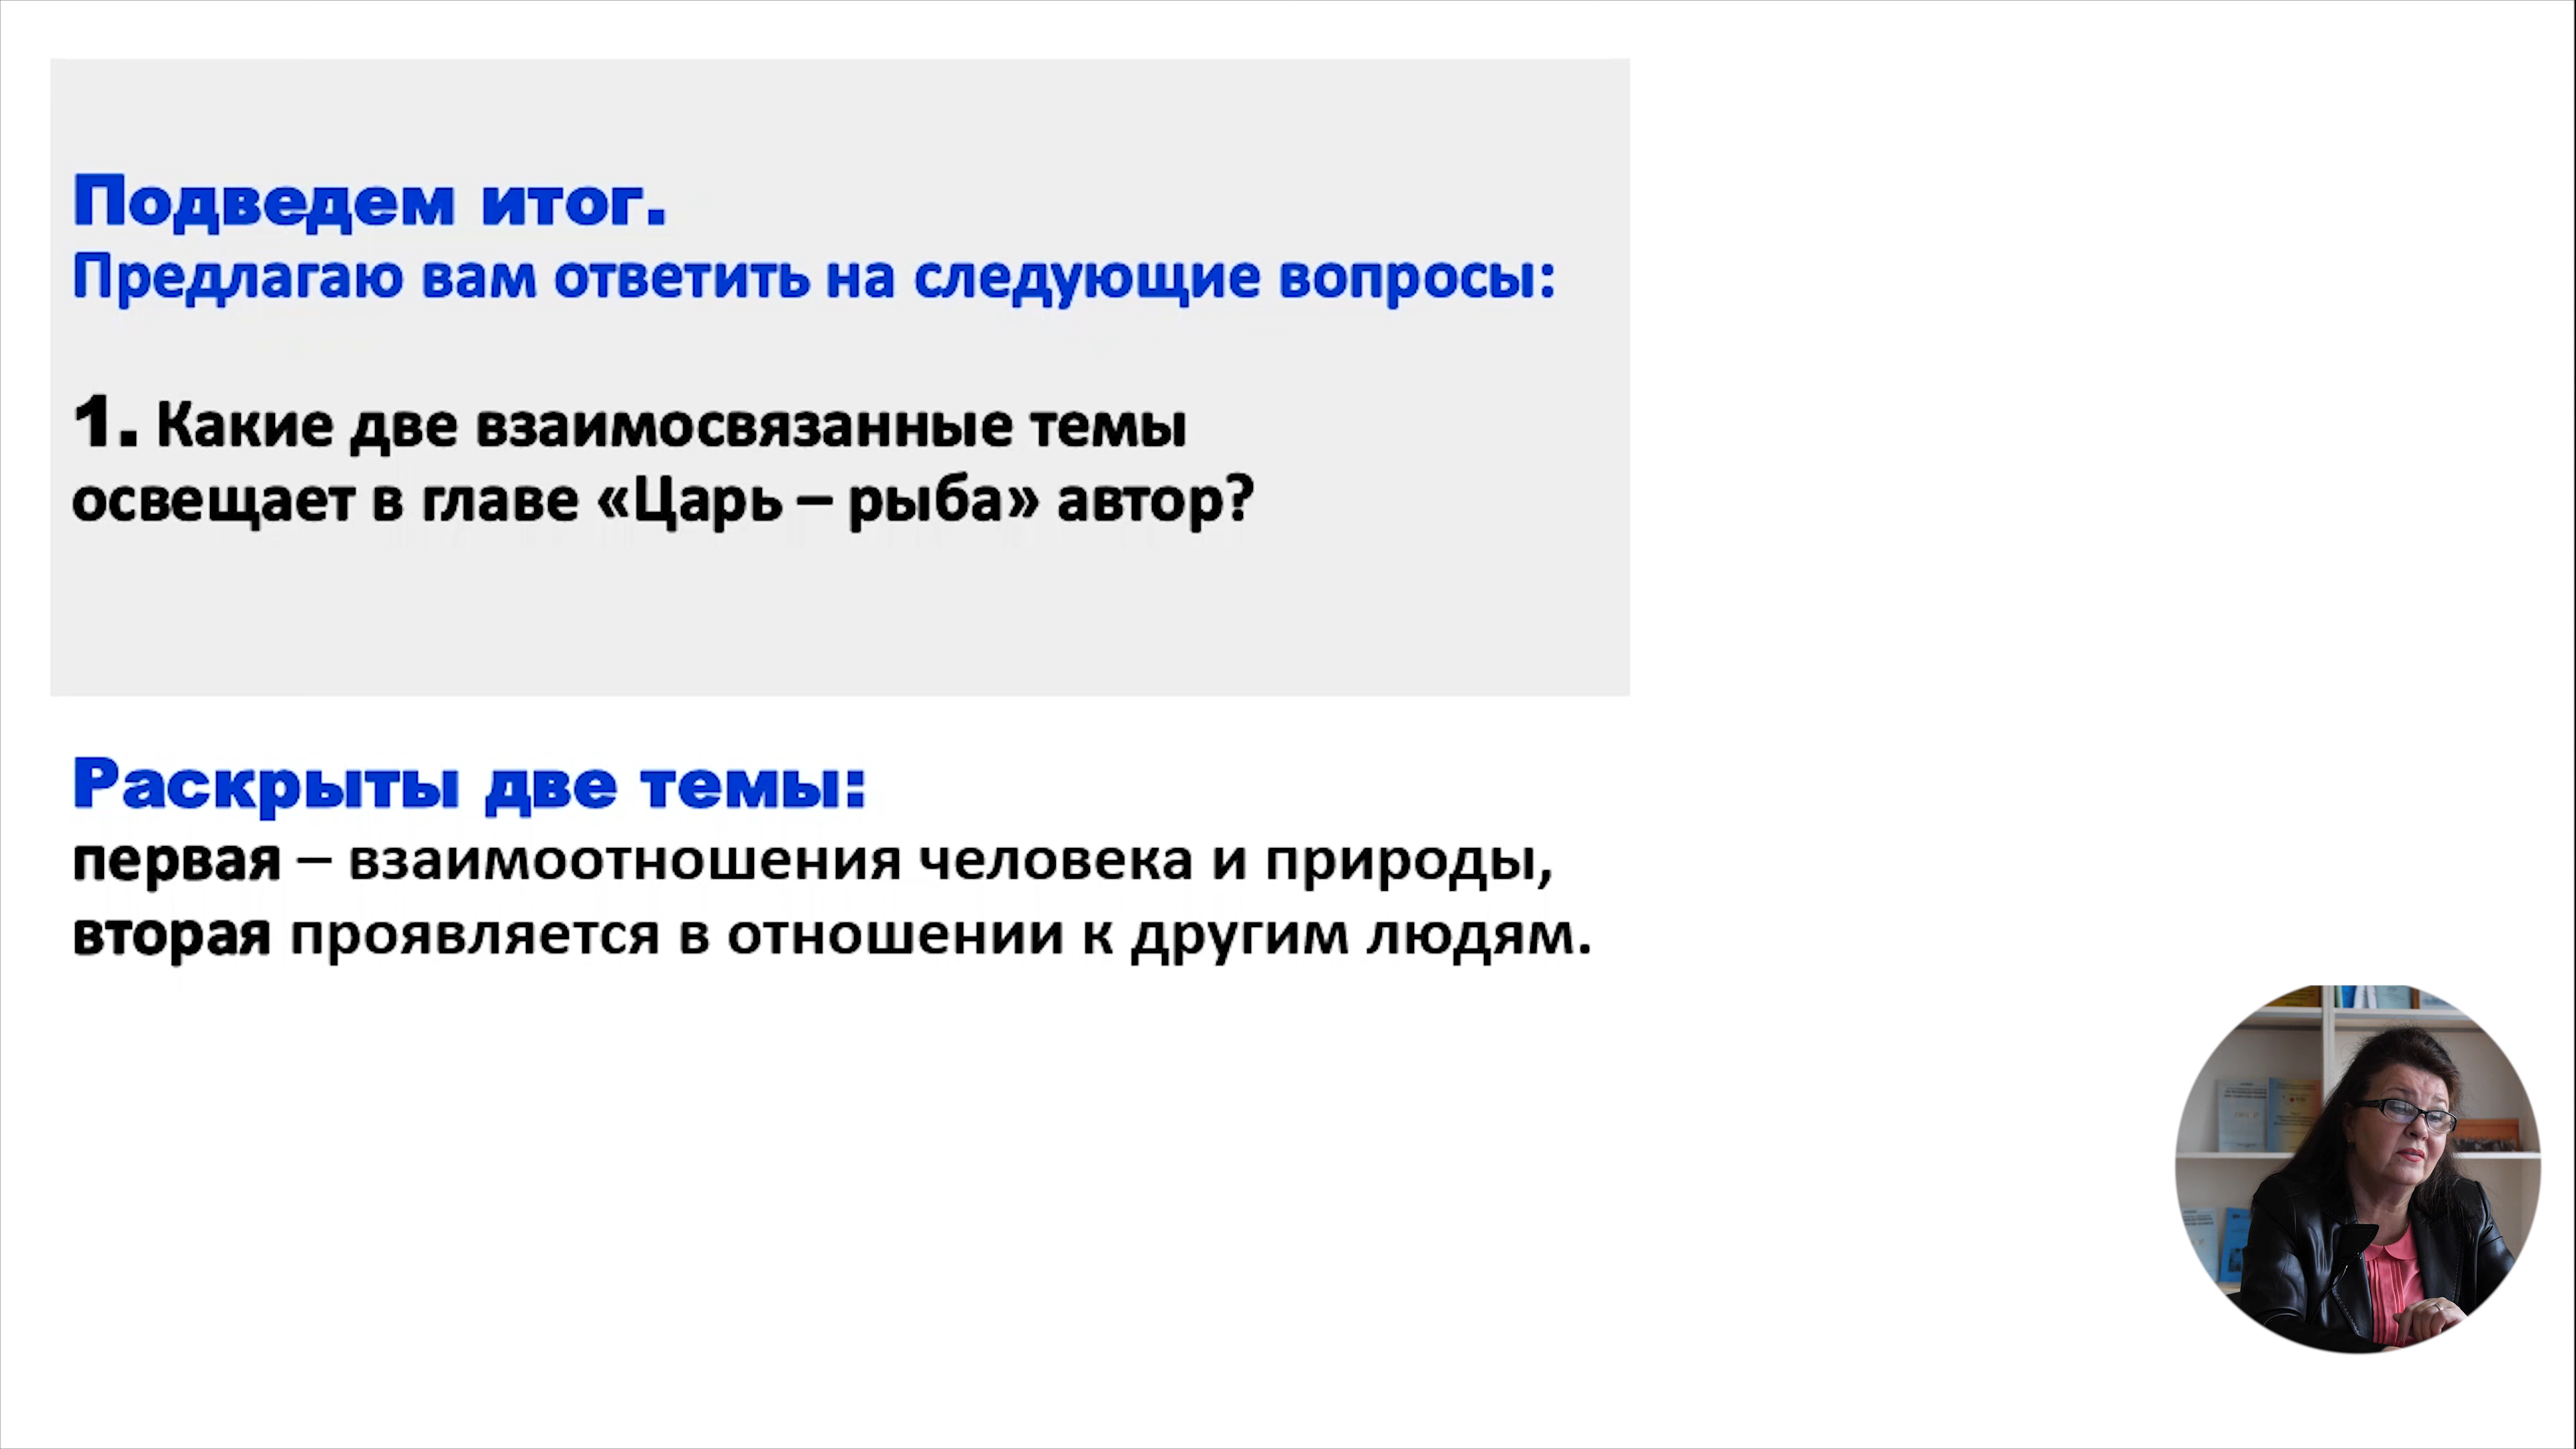 Подведем итог.
Предлагаю вам ответить на следующие вопросы:
1. Какие две взаимосвязанные темы
освещает в главе «Царь – рыба» автор?
Раскрыты две темы:
первая – взаимоотношения человека и природы,
вторая проявляется в отношении к другим людям.